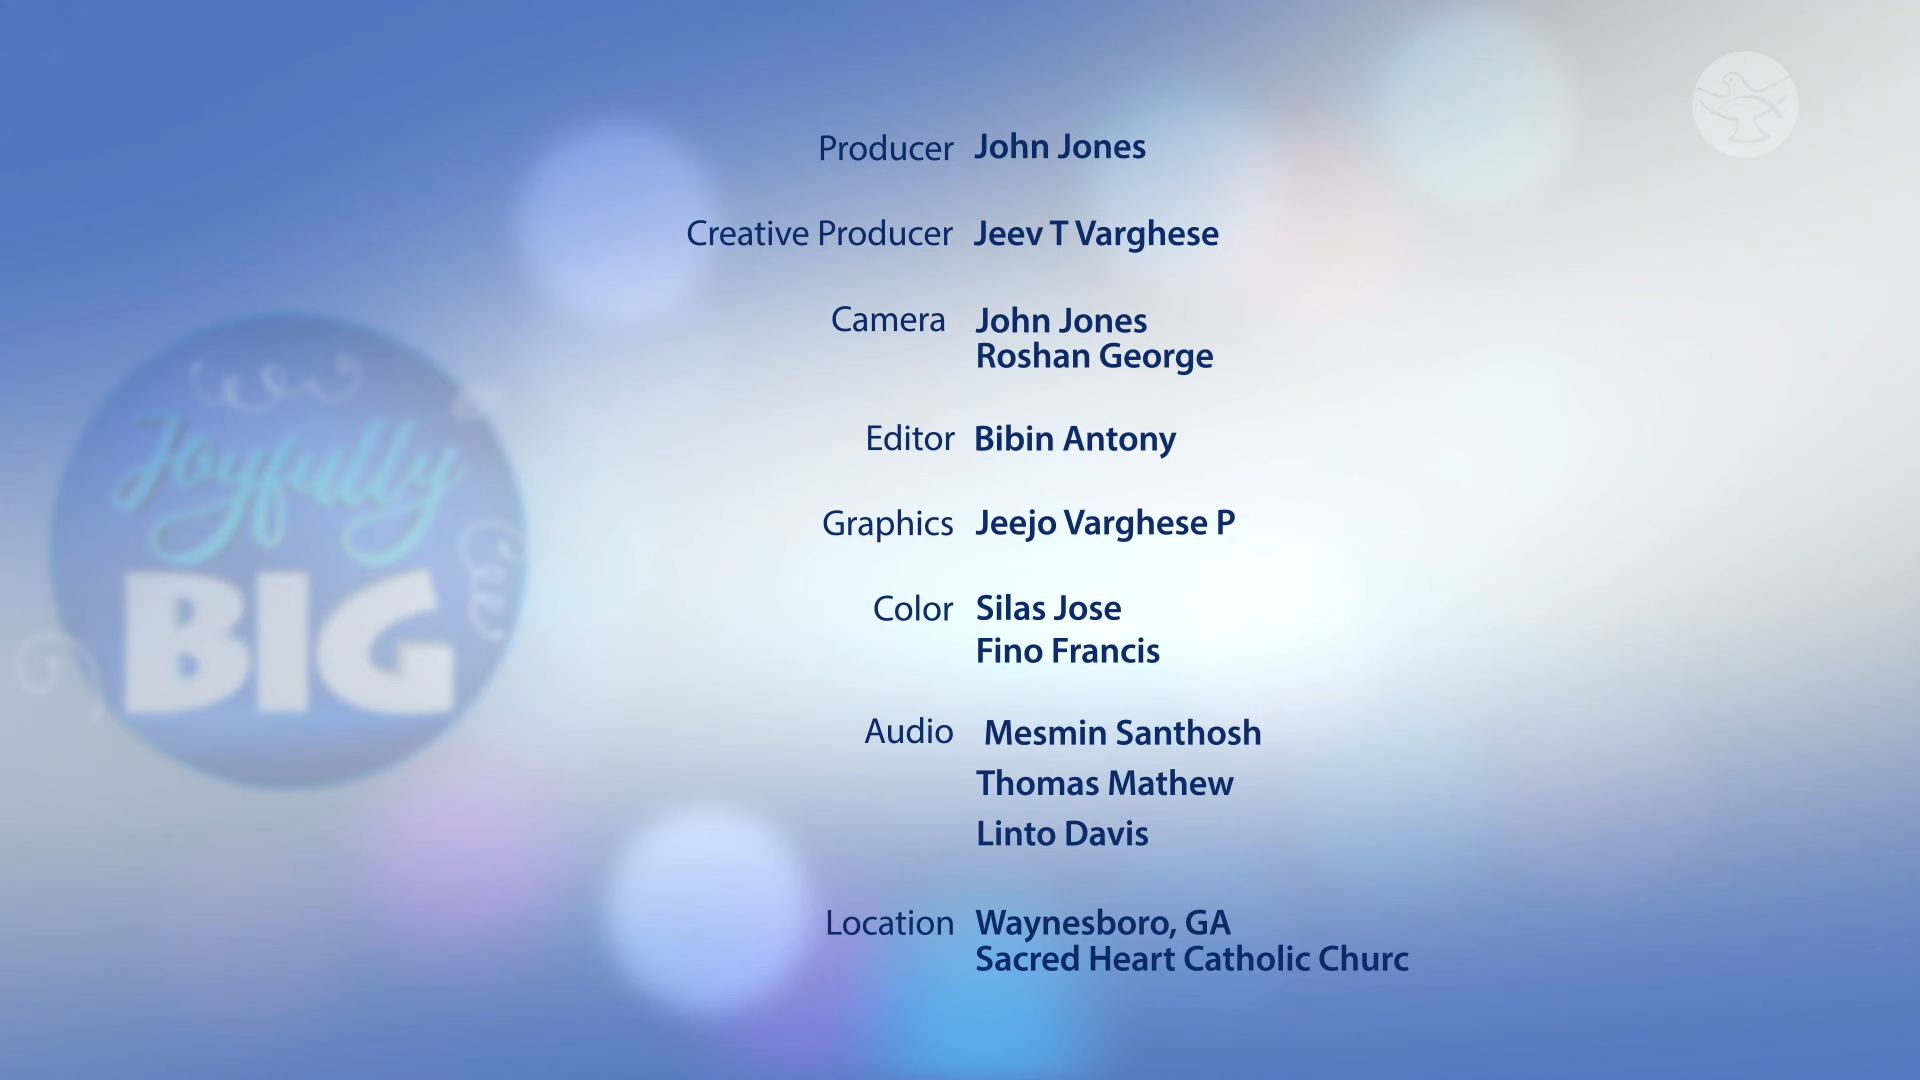 Producer John Jones
Creative Producer Jeev T Varghese
Camera John Jones
Roshan George
Editor Bibin Antony
Graphics Jeejo Varghese P
Color Silas Jose
Fino Francis
Audio Mesmin Santhosh
Thomas Mathew
Linto Davis
Location Waynesboro, GA
Sacred Heart Catholic Churc
Joyfully
BIG